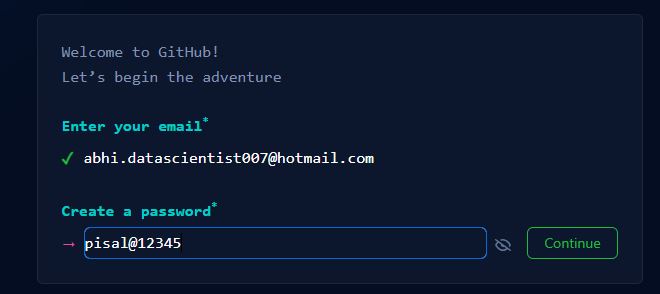 Welcome to GitHub!
Let’s begin the adventure
Enter your email*
✓ abhi.datascientist007@hotmail.com
Create a password*
→ pisal@12345
Continue